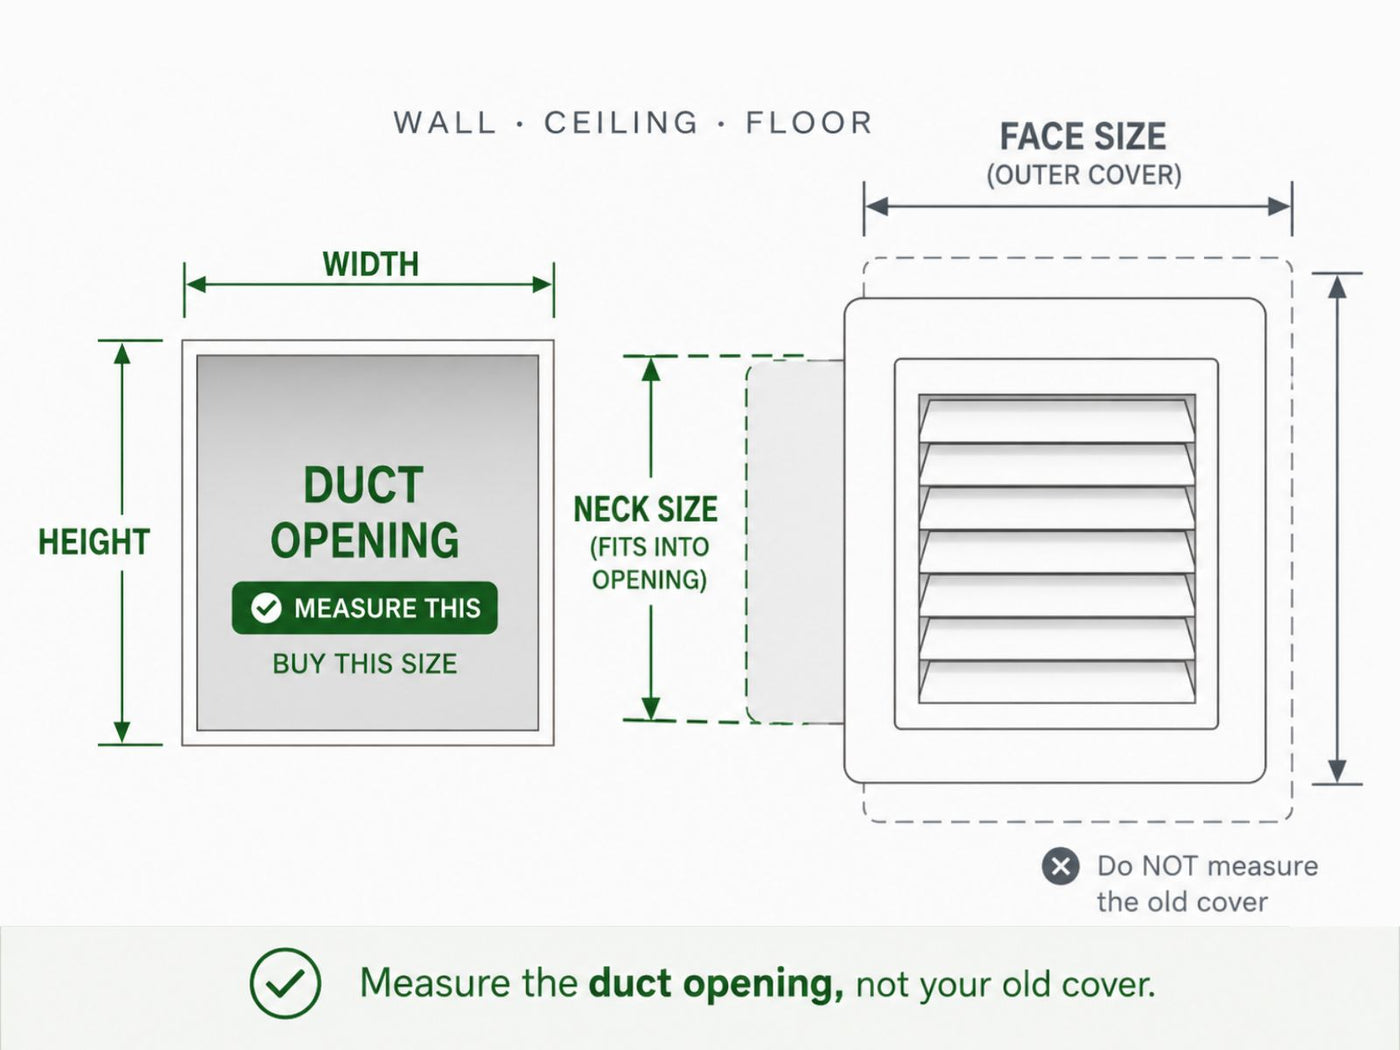 WALL · CEILING · FLOOR
FACE SIZE
(OUTER COVER)
WIDTH
HEIGHT
DUCT
OPENING
MEASURE THIS
BUY THIS SIZE
NECK SIZE
(FITS INTO
OPENING)
Do NOT measure
the old cover
Measure the duct opening, not your old cover.